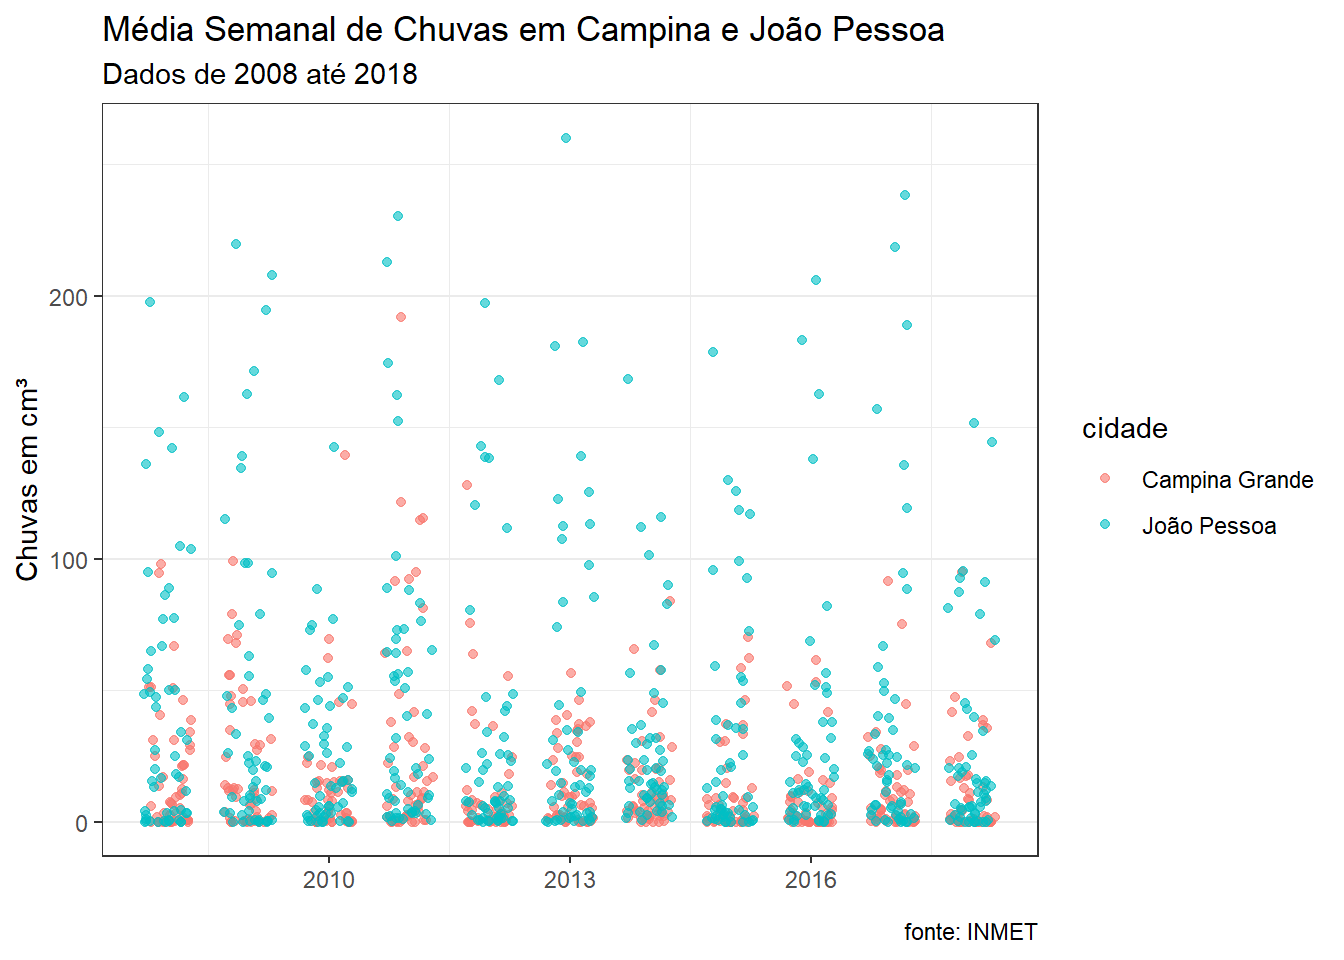 Média Semanal de Chuvas em Campina e João Pessoa
Dados de 2008 até 2018
Chuvas em cm³
200
100
0
2010
2013
2016
cidade
Campina Grande
João Pessoa
fonte: INMET